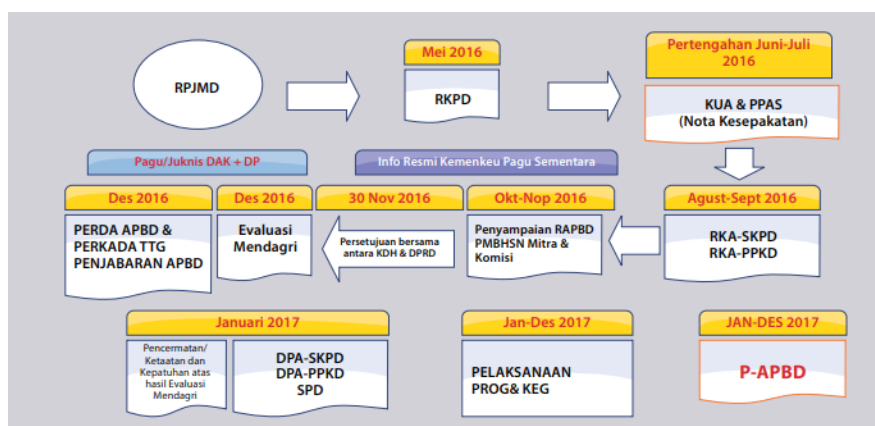 RPJMD
Mei 2016
RKPD
Pertengahan Juni-Juli
2016
KUA & PPAS
(Nota Kesepakatan)
Pagu/Juknis DAK + DP
Info Resmi Kemenkeu Pagu Sementara
Des 2016
PERDA APBD &
PERKADA TTG
PENJABARAN APBD
Des 2016
Evaluasi
Mendagri
30 Nov 2016
Persetujuan bersama
antara KDH & DPRD
Okt-Nop 2016
Penyampaian RAPBD
PMBHSN Mitra &
Komisi
Agust-Sept 2016
RKA-SKPD
RKA-PPKD
Januari 2017
Pencermatan/
Ketaatan dan
Kepatuhan atas
hasil Evaluasi
Mendagri
DPA-SKPD
DPA-PPKD
SPD
Jan-Des 2017
PELAKSANAAN
PROG& KEG
JAN-DES 2017
P-APBD